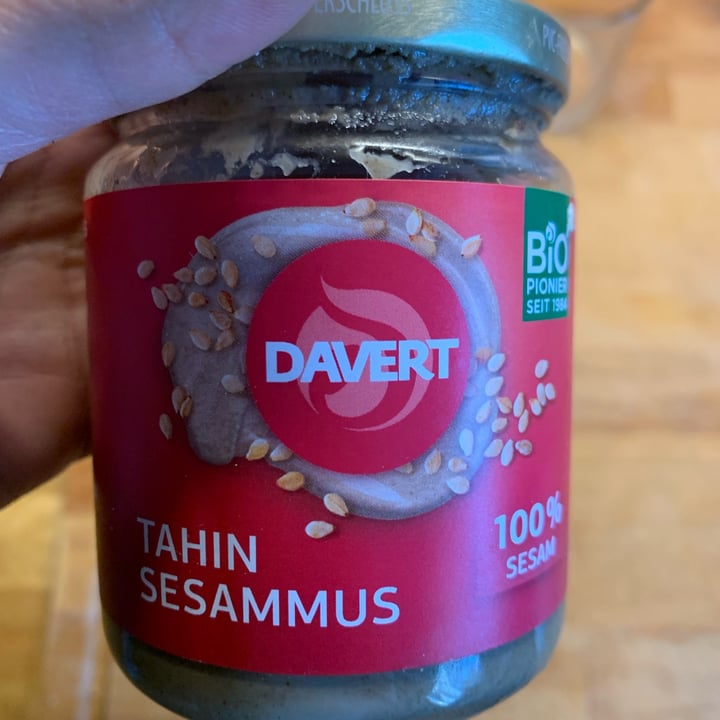 BiO
PIONIER
SEIT 1984
DAVERT
100%
SESAM
TAHIN
SESAMMUS